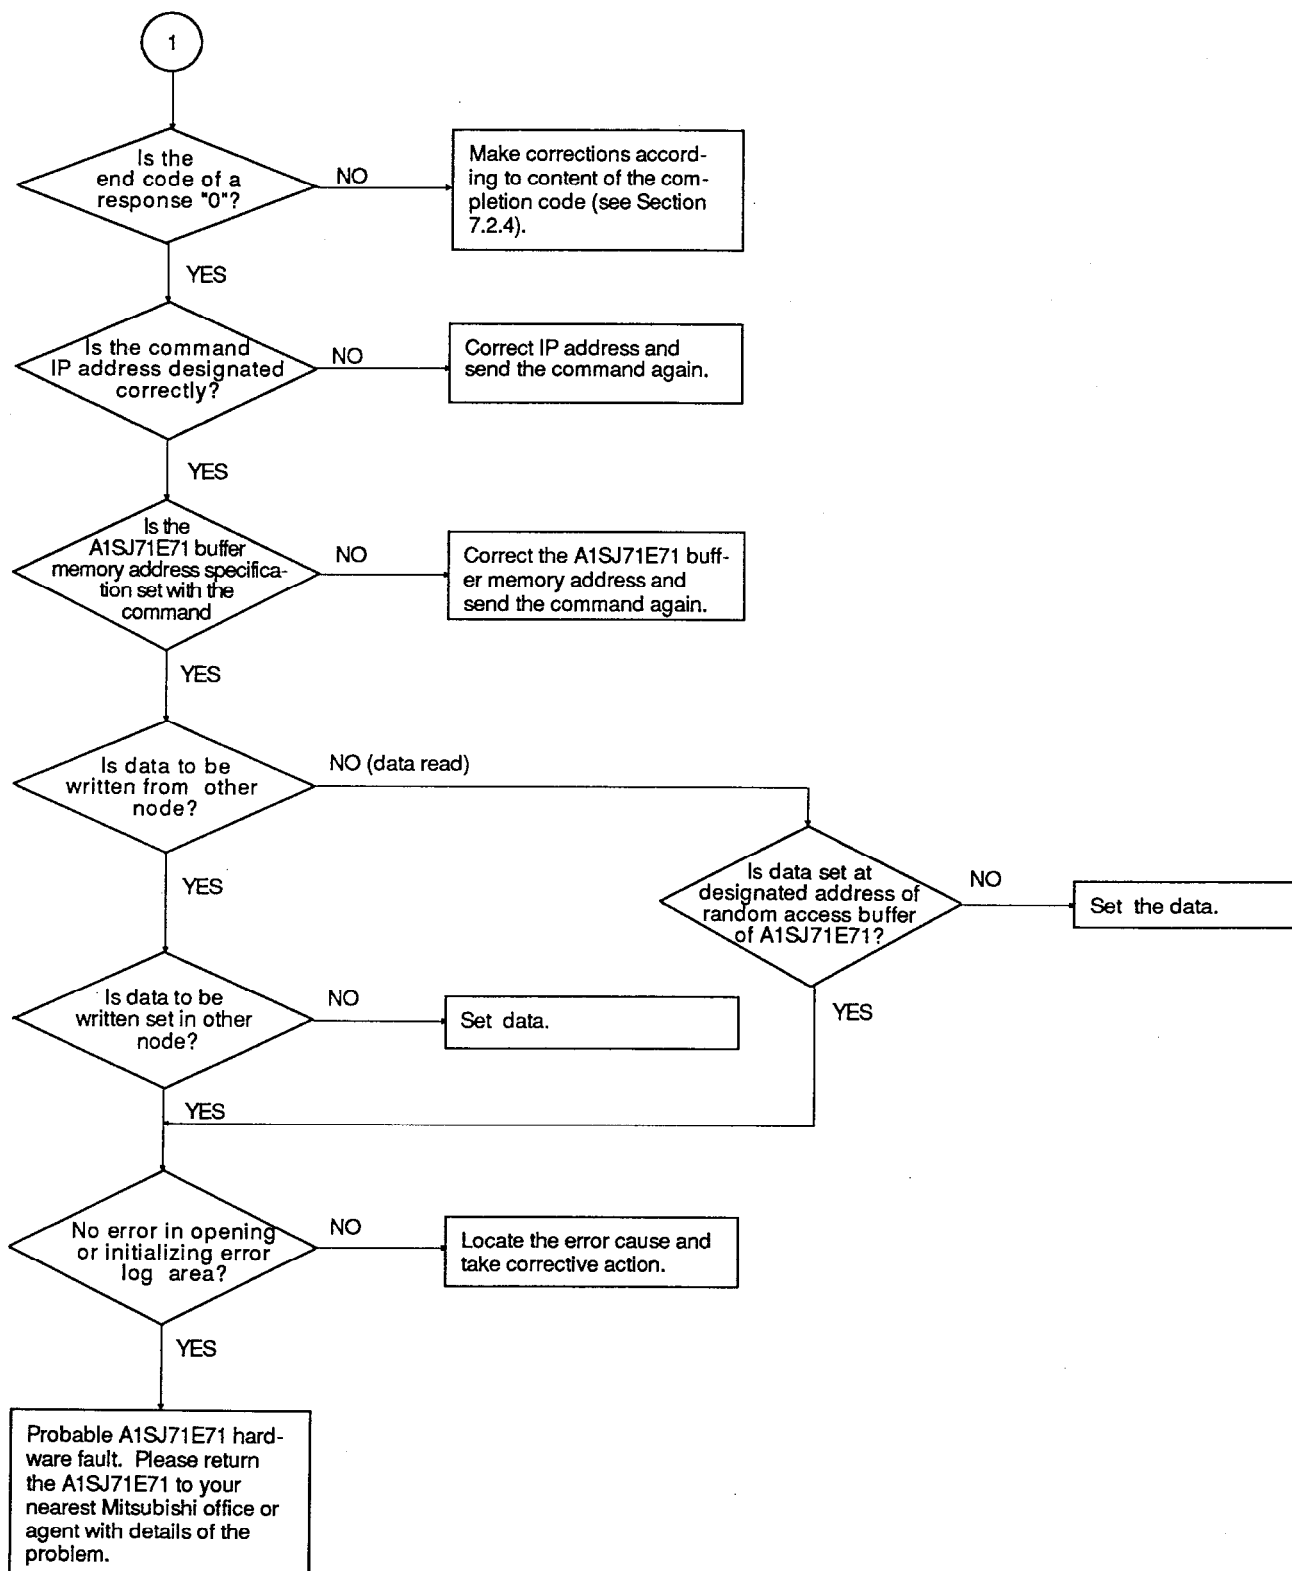 1
Is the
end code of a
response "0"?
NO
Make corrections accord-
ing to content of the com-
pletion code (see Section
7.2.4).
YES
Is the command
IP address designated
correctly?
NO
Correct IP address and
send the command again.
YES
Is the
A1SJ71E71 buffer
memory address specifica-
tion set with the
command
NO
Correct the A1SJ71E71 buff-
er memory address and
send the command again.
YES
Is data to be
written from other
node?
NO (data read)
Is data set at
designated address of
random access buffer
of A1SJ71E71?
NO
Set the data.
YES
YES
Is data to be
written set in other
node?
NO
Set data.
YES
No error in opening
or initializing error
log area?
NO
Locate the error cause and
take corrective action.
YES
Probable A1SJ71E71 hard-
ware fault. Please return
the A1SJ71E71 to your
nearest Mitsubishi office or
agent with details of the
problem.